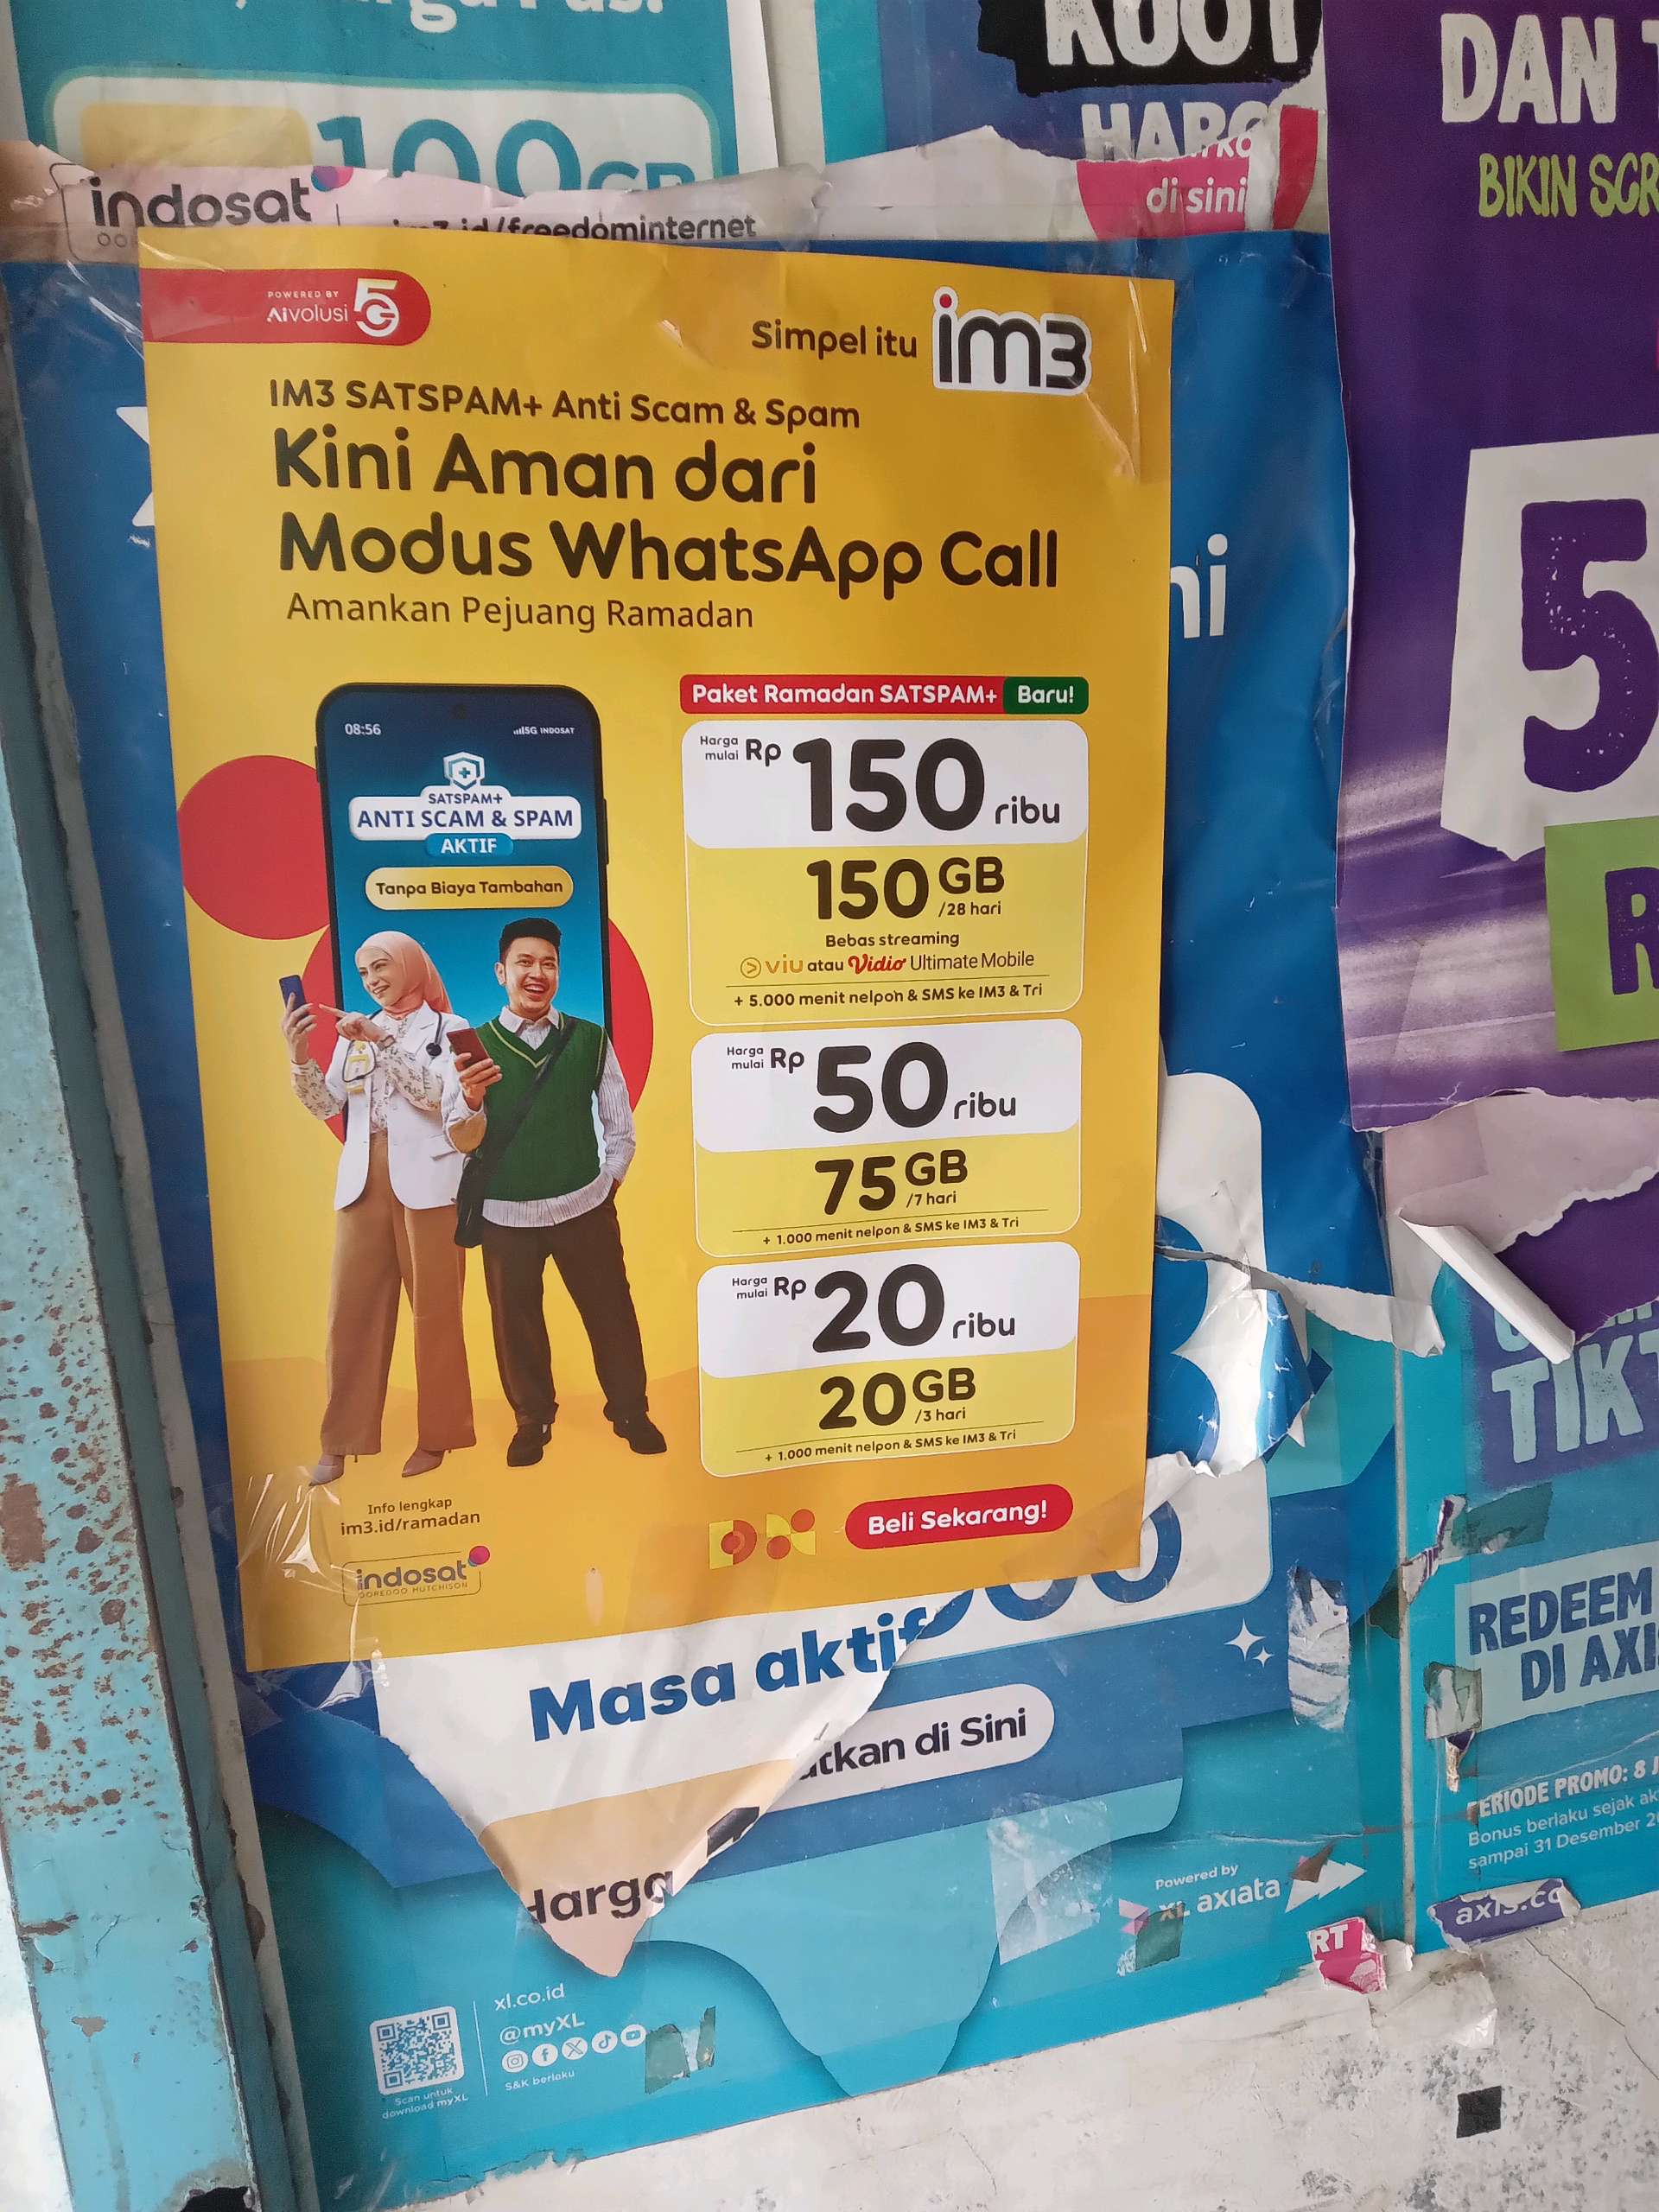 100GB
indosat
im3.id/freedominternet
di sini
POWERED BY
AIvolusi 5G
Simpel itu im3
IM3 SATSPAM+ Anti Scam & Spam
Kini Aman dari
Modus WhatsApp Call
Amankan Pejuang Ramadan
08:56
5G INDOSAT
SATSPAM+
ANTI SCAM & SPAM
AKTIF
Tanpa Biaya Tambahan
Paket Ramadan SATSPAM+ Baru!
Harga mulai Rp 150 ribu
150 GB /28 hari
Bebas streaming
viu atau Vidio Ultimate Mobile
+ 5.000 menit nelpon & SMS ke IM3 & Tri
Harga mulai Rp 50 ribu
75 GB /7 hari
+ 1.000 menit nelpon & SMS ke IM3 & Tri
Harga mulai Rp 20 ribu
20 GB /3 hari
+ 1.000 menit nelpon & SMS ke IM3 & Tri
Info lengkap
im3.id/ramadan
indosat
OOREDOO HUTCHISON
Beli Sekarang!
Masa aktif
di Sini
Harga
Powered by
XL axiata
xl.co.id
@myXL
S&K berlaku
Scan untuk
download myXL
DAN
BIKIN
5
REDEEM
DI
PERIODE PROMO: 8
Bonus berlaku sejak
sampai 31 Desember